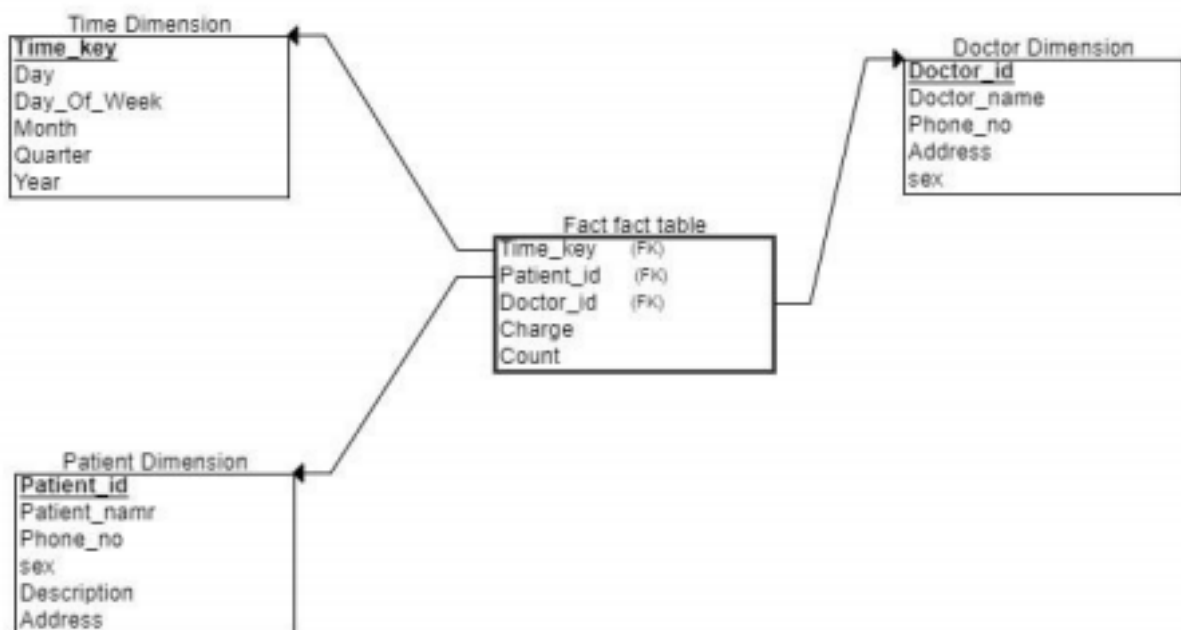 Time Dimension
Time_key
Day
Day_Of_Week
Month
Quarter
Year
Doctor Dimension
Doctor_id
Doctor_name
Phone_no
Address
sex
Fact fact table
Time_key (FK)
Patient_id (FK)
Doctor_id (FK)
Charge
Count
Patient Dimension
Patient_id
Patient_namr
Phone_no
sex
Description
Address